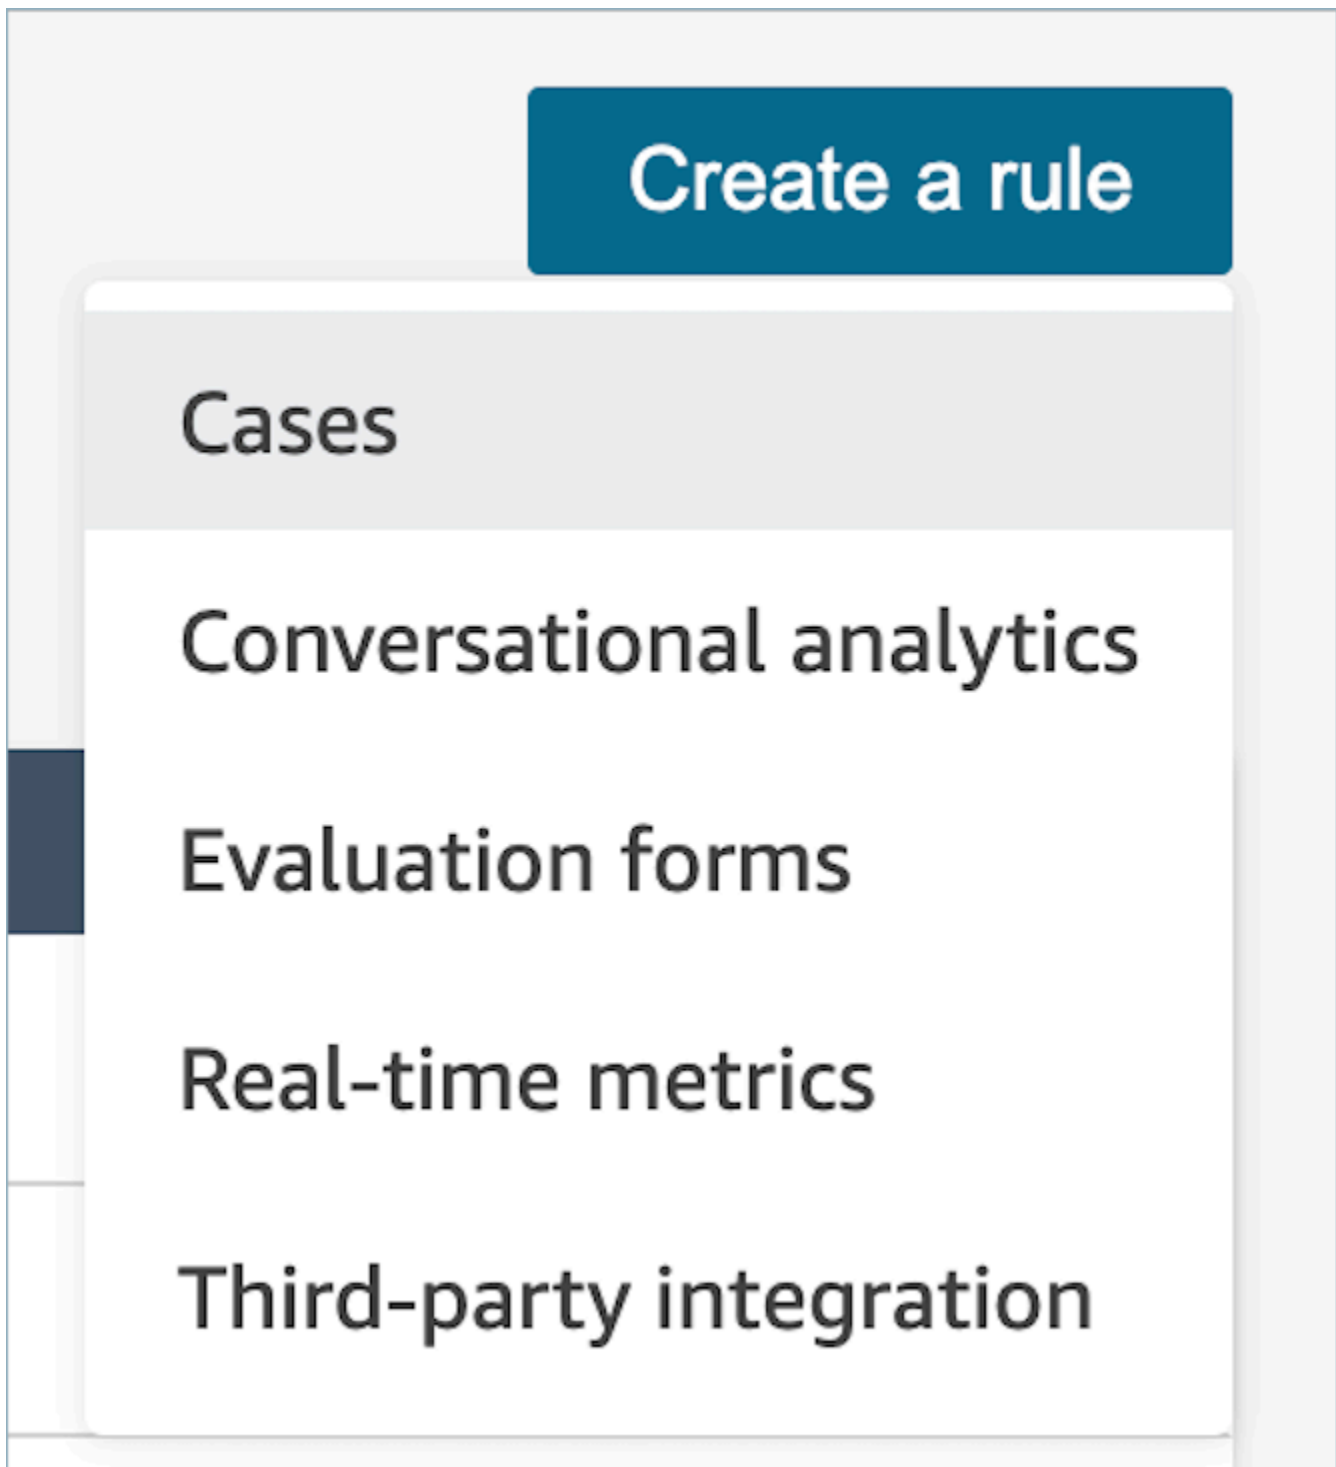 Create a rule
Cases
Conversational analytics
Evaluation forms
Real-time metrics
Third-party integration